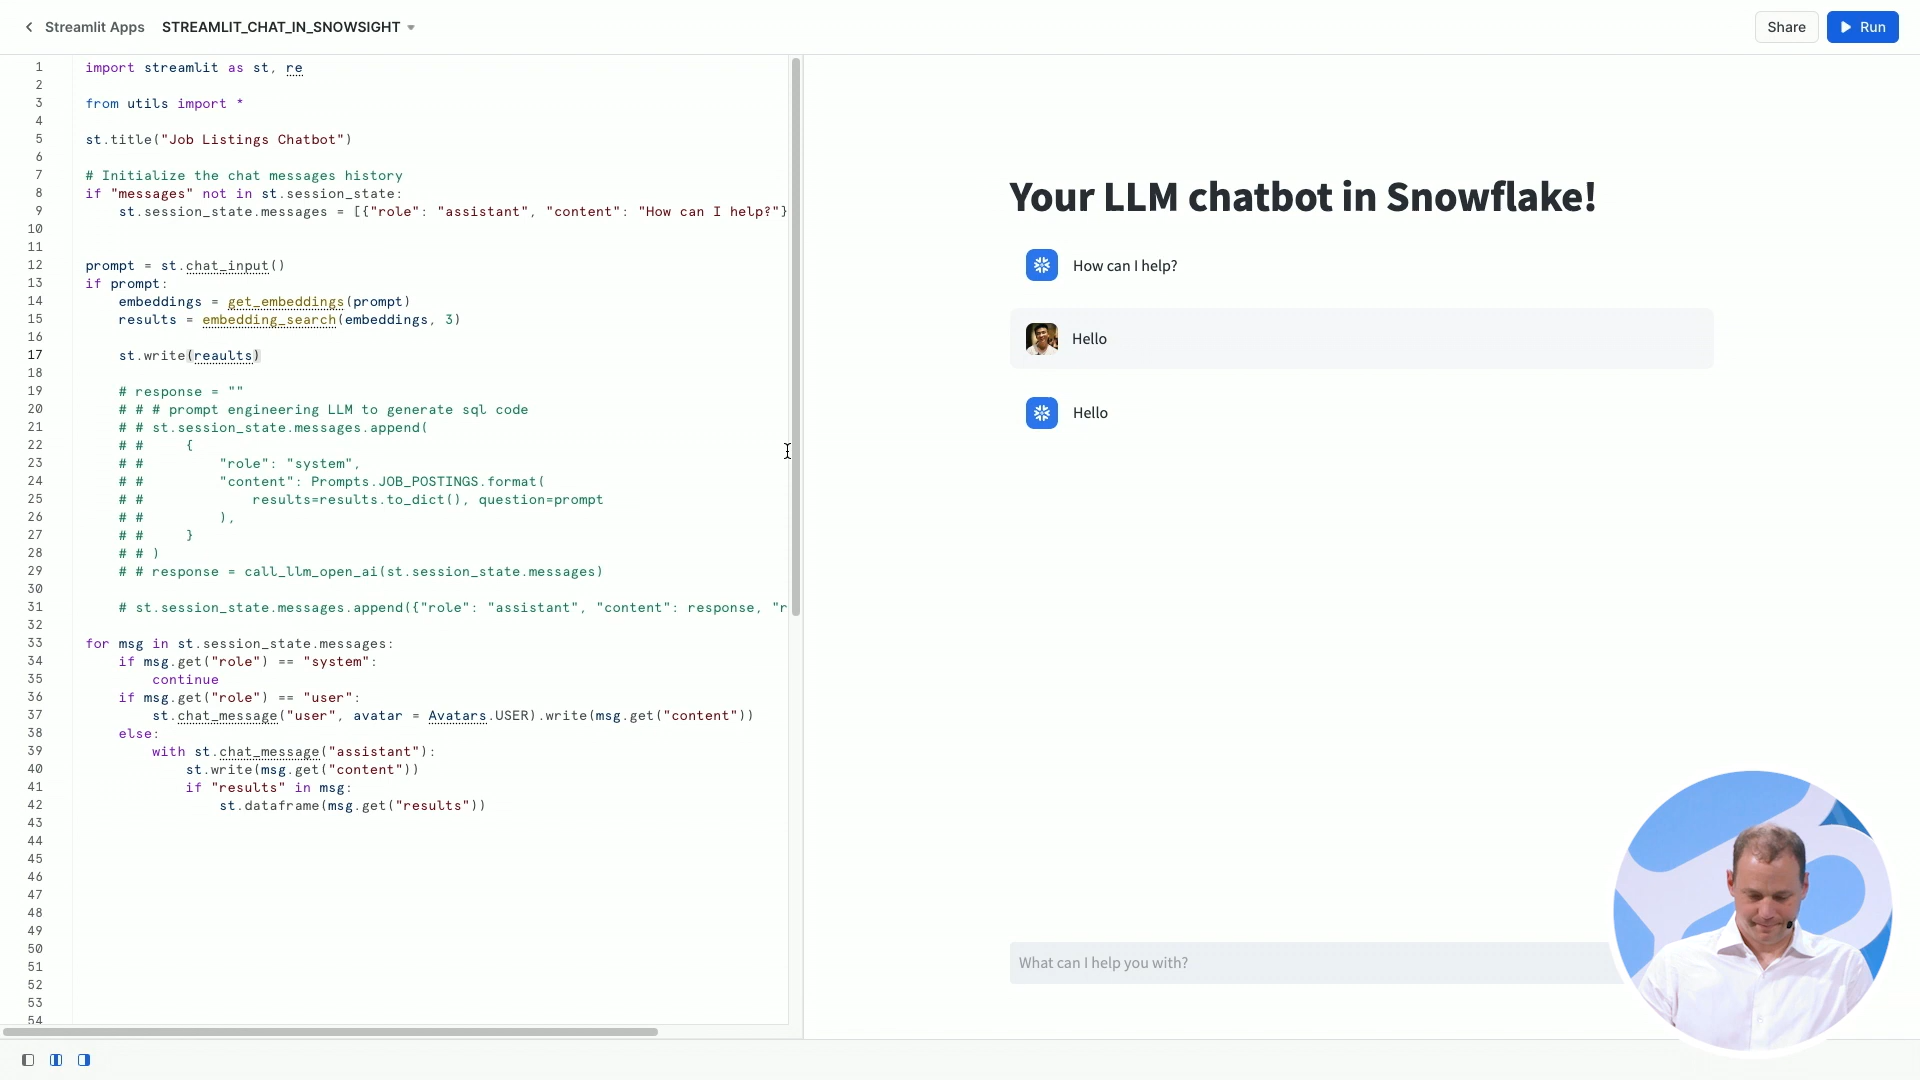 Streamlit Apps STREAMLIT_CHAT_IN_SNOWSIGHT
Share
Run
1 import streamlit as st, re
2
3 from utils import *
4
5 st.title("Job Listings Chatbot")
6
7 # Initialize the chat messages history
8 if "messages" not in st.session_state:
9 st.session_state.messages = [{"role": "assistant", "content": "How can I help?"}
10
11
12 prompt = st.chat_input()
13 if prompt:
14 embeddings = get_embeddings(prompt)
15 results = embedding_search(embeddings, 3)
16
17 st.write(reaults)
18
19 # response = ""
20 # # # prompt engineering LLM to generate sql code
21 # # st.session_state.messages.append(
22 # # {
23 # # "role": "system",
24 # # "content": Prompts.JOB_POSTINGS.format(
25 # # results=results.to_dict(), question=prompt
26 # # ),
27 # # }
28 # # )
29 # # response = call_llm_open_ai(st.session_state.messages)
30
31 # st.session_state.messages.append({"role": "assistant", "content": response, "r
32
33 for msg in st.session_state.messages:
34 if msg.get("role") == "system":
35 continue
36 if msg.get("role") == "user":
37 st.chat_message("user", avatar = Avatars.USER).write(msg.get("content"))
38 else:
39 with st.chat_message("assistant"):
40 st.write(msg.get("content"))
41 if "results" in msg:
42 st.dataframe(msg.get("results"))
43
44
45
46
47
48
49
50
51
52
53
54
Your LLM chatbot in Snowflake!
How can I help?
Hello
Hello
What can I help you with?